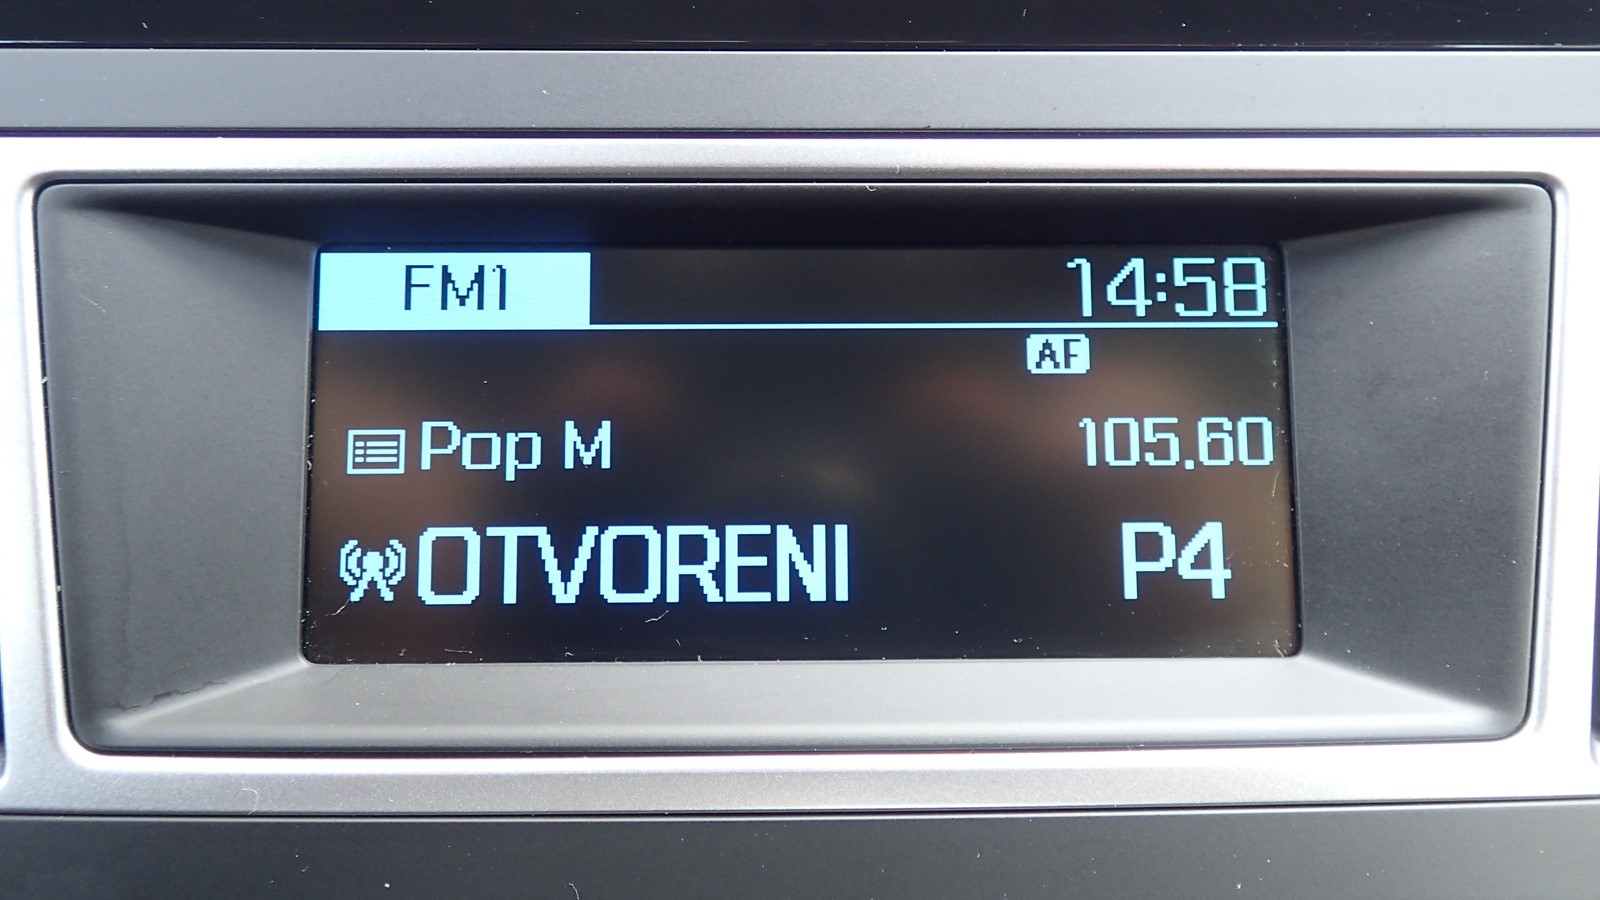 FM1 14:58
AF
Pop M 105.60
OTVORENI P4